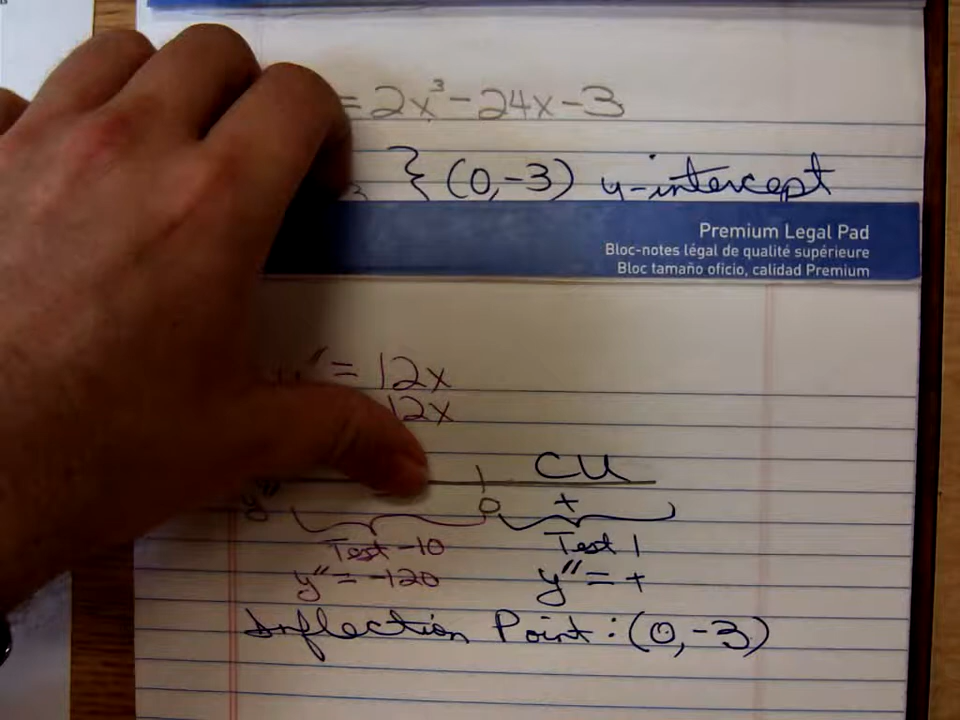 = 2x³ - 24x - 3
3 } (0, -3) y-intercept
Premium Legal Pad
Bloc-notes légal de qualité supérieure
Bloc tamaño oficio, calidad Premium
y'' = 12x
12x
CU
y'' 0 +
Test -10 Test 1
y'' = -120 y'' = +
Inflection Point : (0, -3)